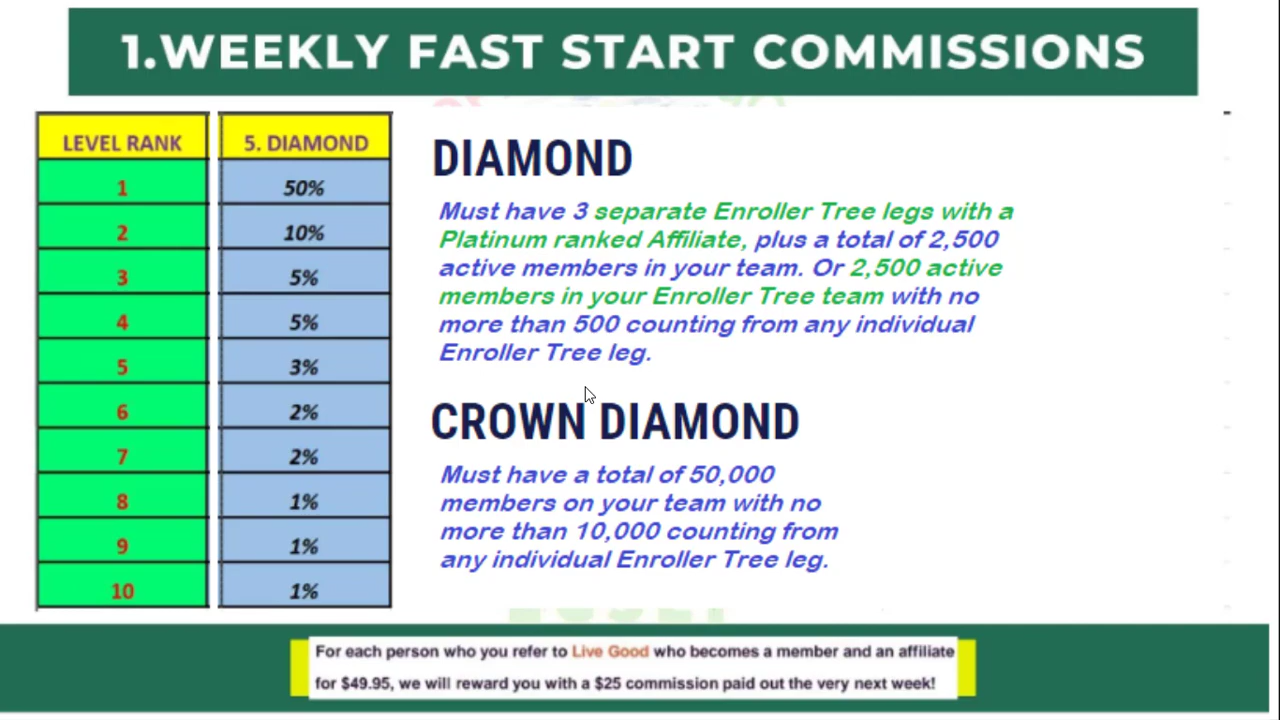 1.WEEKLY FAST START COMMISSIONS
LEVEL RANK 5. DIAMOND
1 50%
2 10%
3 5%
4 5%
5 3%
6 2%
7 2%
8 1%
9 1%
10 1%
DIAMOND
Must have 3 separate Enroller Tree legs with a
Platinum ranked Affiliate, plus a total of 2,500
active members in your team. Or 2,500 active
members in your Enroller Tree team with no
more than 500 counting from any individual
Enroller Tree leg.
CROWN DIAMOND
Must have a total of 50,000
members on your team with no
more than 10,000 counting from
any individual Enroller Tree leg.
For each person who you refer to Live Good who becomes a member and an affiliate
for $49.95, we will reward you with a $25 commission paid out the very next week!